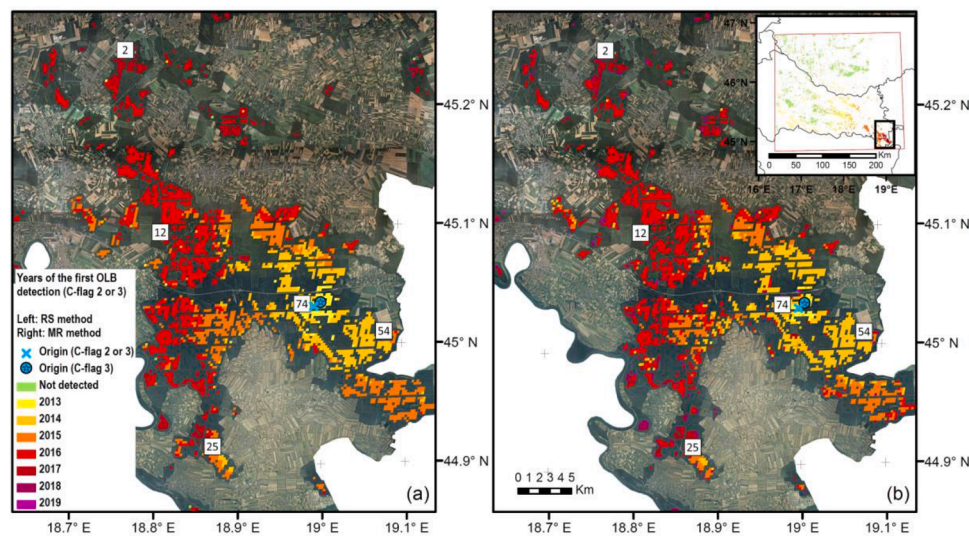 2
12
74
54
25
Years of the first OLB
detection (C-flag 2 or 3)
Left: RS method
Right: MR method
Origin (C-flag 2 or 3)
Origin (C-flag 3)
Not detected
2013
2014
2015
2016
2017
2018
2019
(a)
18.7° E
18.8° E
18.9° E
19° E
19.1° E
45.2° N
45.1° N
45° N
44.9° N
2
12
74
54
25
47°N
46°N
45°N
0 50 100 200
Km
16°E 17°E 18°E 19°E
0 1 2 3 4 5
Km
(b)
45.2° N
45.1° N
45° N
44.9° N
18.7° E
18.8° E
18.9° E
19° E
19.1° E